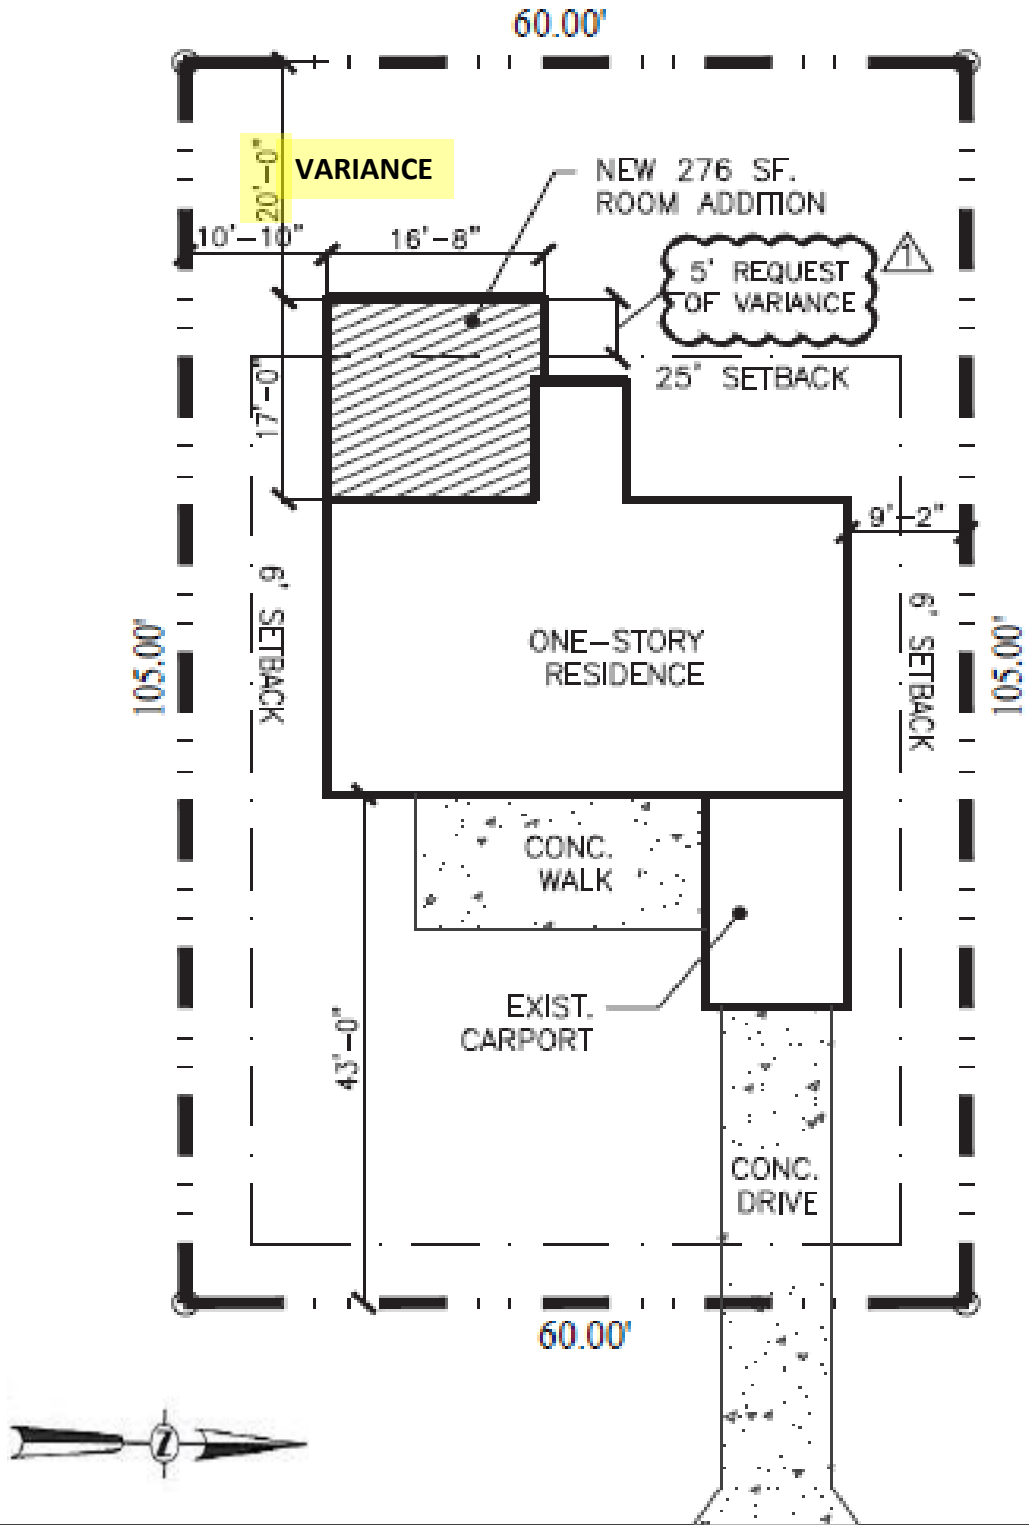 60.00'
20'-0"
VARIANCE
NEW 276 SF.
ROOM ADDITION
10'-10"
16'-8"
5' REQUEST
OF VARIANCE
1
25' SETBACK
17'-0"
9'-2"
6' SETBACK
6' SETBACK
105.00'
105.00'
ONE-STORY
RESIDENCE
CONC.
WALK
EXIST.
CARPORT
43'-0"
CONC.
DRIVE
60.00'
Z